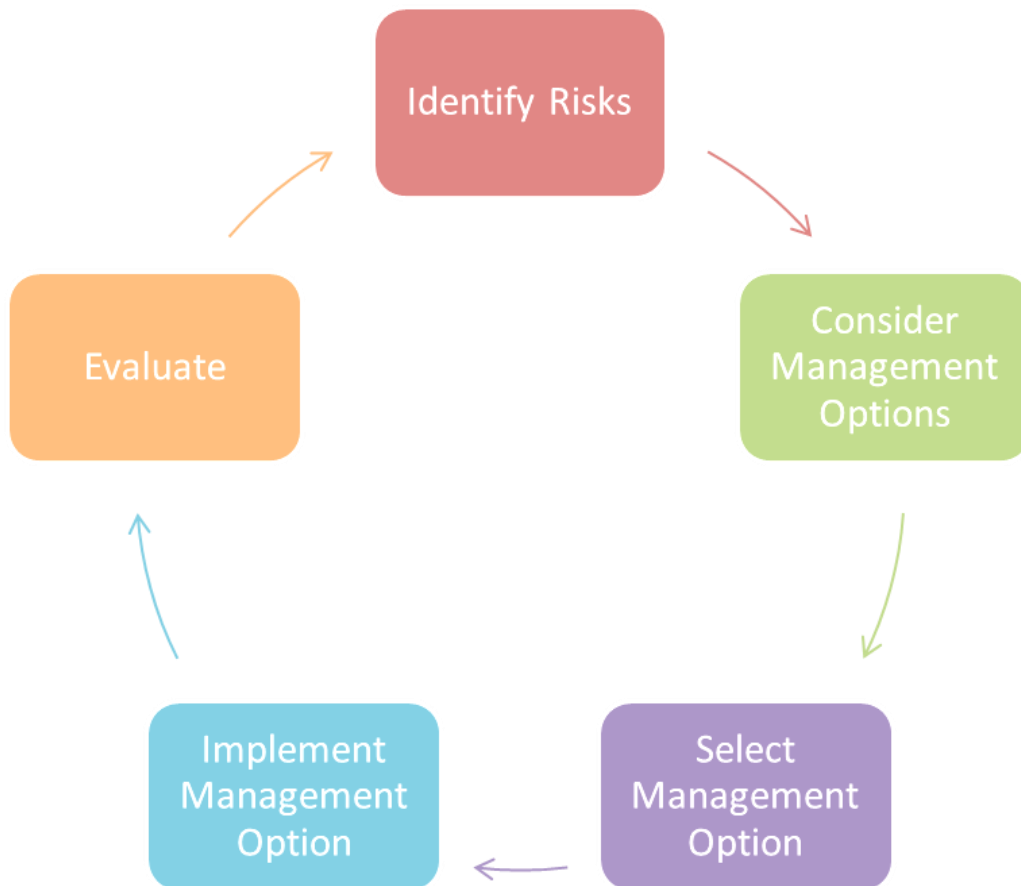 Identify Risks
Consider
Management
Options
Select
Management
Option
Implement
Management
Option
Evaluate